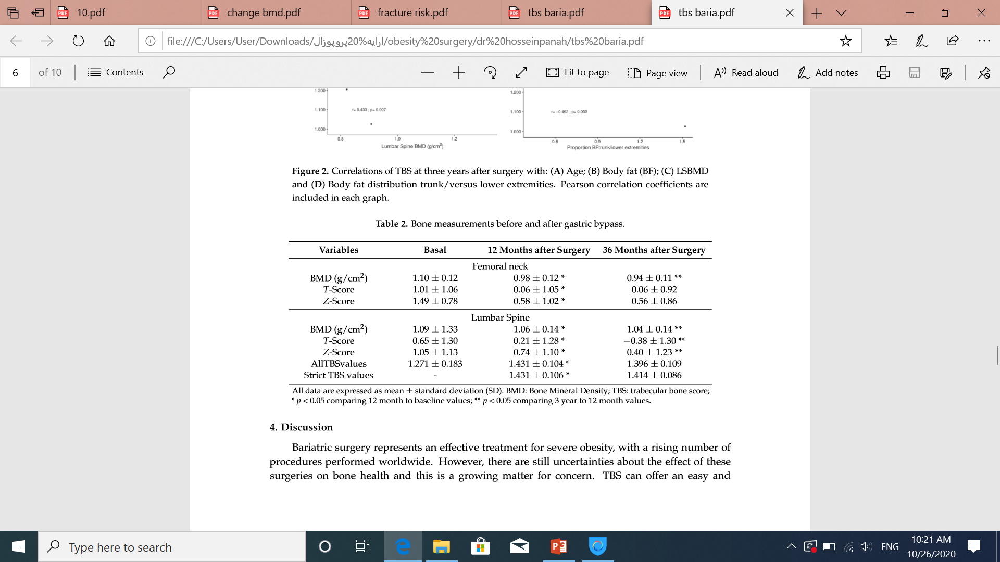 10.pdf
change bmd.pdf
fracture risk.pdf
tbs baria.pdf
tbs baria.pdf
file:///C:/Users/User/Downloads/ارایه%20پروپوزال/obesity%20surgery/dr%20hosseinpanah/tbs%20baria.pdf
6 of 10 Contents Fit to page Page view Read aloud Add notes
1.200
1.100
1.000
r= 0.433 ; p= 0.007
0.8 1.0 1.2
Lumbar Spine BMD (g/cm²)
1.200
1.100
1.000
r= −0.492 ; p= 0.003
0.6 0.9 1.2 1.5
Proportion BFtrunk/lower extremities
Figure 2. Correlations of TBS at three years after surgery with: (A) Age; (B) Body fat (BF); (C) LSBMD
and (D) Body fat distribution trunk/versus lower extremities. Pearson correlation coefficients are
included in each graph.
Table 2. Bone measurements before and after gastric bypass.
Variables Basal 12 Months after Surgery 36 Months after Surgery
Femoral neck
BMD (g/cm²) 1.10 ± 0.12 0.98 ± 0.12 * 0.94 ± 0.11 **
T-Score 1.01 ± 1.06 0.06 ± 1.05 * 0.06 ± 0.92
Z-Score 1.49 ± 0.78 0.58 ± 1.02 * 0.56 ± 0.86
Lumbar Spine
BMD (g/cm²) 1.09 ± 1.33 1.06 ± 0.14 * 1.04 ± 0.14 **
T-Score 0.65 ± 1.30 0.21 ± 1.28 * −0.38 ± 1.30 **
Z-Score 1.05 ± 1.13 0.74 ± 1.10 * 0.40 ± 1.23 **
AllTBSvalues 1.271 ± 0.183 1.431 ± 0.104 * 1.396 ± 0.109
Strict TBS values - 1.431 ± 0.106 * 1.414 ± 0.086
All data are expressed as mean ± standard deviation (SD). BMD: Bone Mineral Density; TBS: trabecular bone score;
* p < 0.05 comparing 12 month to baseline values; ** p < 0.05 comparing 3 year to 12 month values.
4. Discussion
Bariatric surgery represents an effective treatment for severe obesity, with a rising number of
procedures performed worldwide. However, there are still uncertainties about the effect of these
surgeries on bone health and this is a growing matter for concern. TBS can offer an easy and
Type here to search
ENG
10:21 AM
10/26/2020